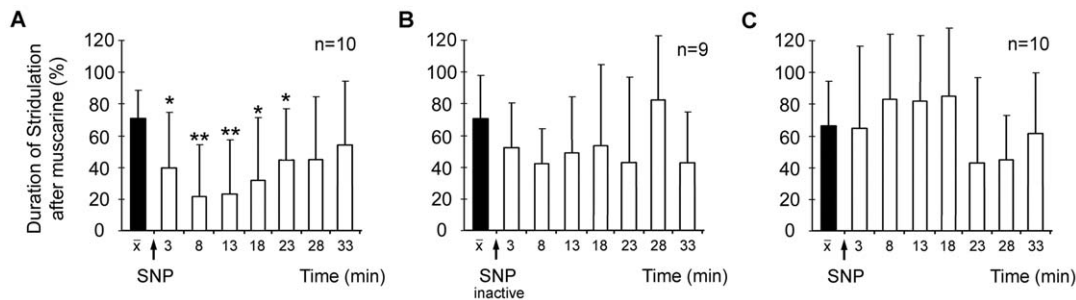 A
B
C
Duration of Stridulation
after muscarine (%)
120
100
80
60
40
20
0
n=10
*
**
**
*
*
x̄ 3 8 13 18 23 28 33
SNP Time (min)
120
100
80
60
40
20
0
n=9
x̄ 3 8 13 18 23 28 33
SNP Time (min)
inactive
120
100
80
60
40
20
0
n=10
x̄ 3 8 13 18 23 28 33
SNP Time (min)